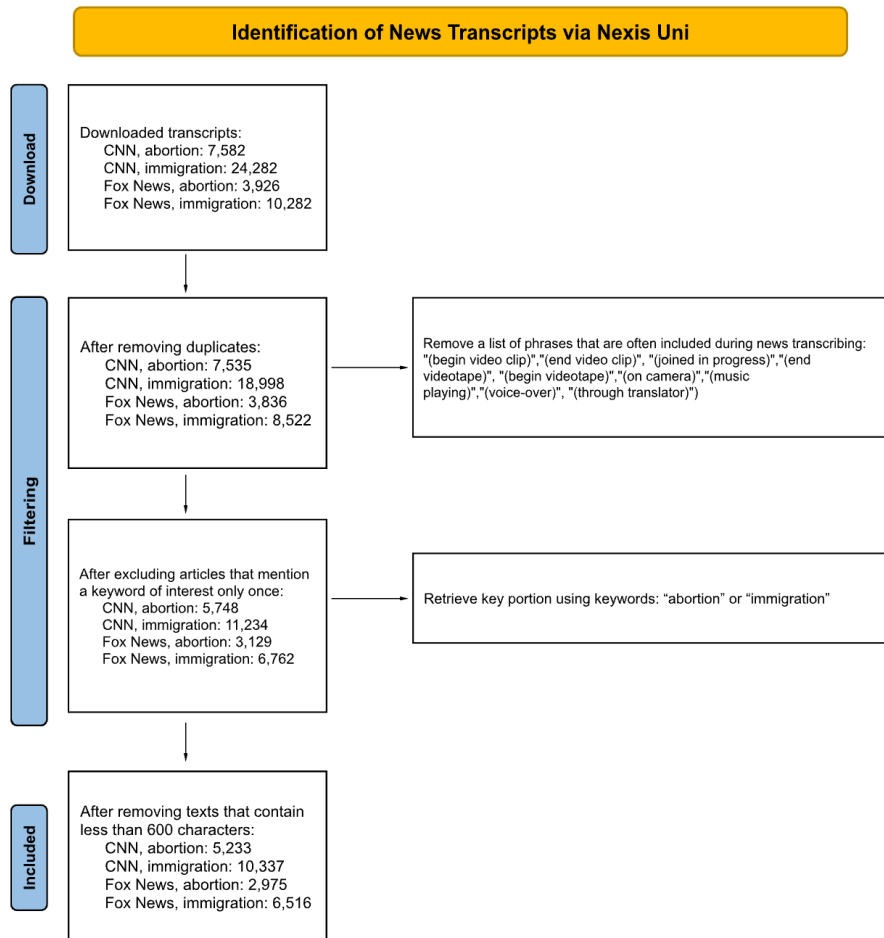 Identification of News Transcripts via Nexis Uni
Download
Downloaded transcripts:
CNN, abortion: 7,582
CNN, immigration: 24,282
Fox News, abortion: 3,926
Fox News, immigration: 10,282
Filtering
After removing duplicates:
CNN, abortion: 7,535
CNN, immigration: 18,998
Fox News, abortion: 3,836
Fox News, immigration: 8,522
Remove a list of phrases that are often included during news transcribing:
"(begin video clip)","(end video clip)", "(joined in progress)","(end
videotape)", "(begin videotape)","(on camera)","(music
playing)","(voice-over)", "(through translator)")
After excluding articles that mention
a keyword of interest only once:
CNN, abortion: 5,748
CNN, immigration: 11,234
Fox News, abortion: 3,129
Fox News, immigration: 6,762
Retrieve key portion using keywords: “abortion” or “immigration”
Included
After removing texts that contain
less than 600 characters:
CNN, abortion: 5,233
CNN, immigration: 10,337
Fox News, abortion: 2,975
Fox News, immigration: 6,516